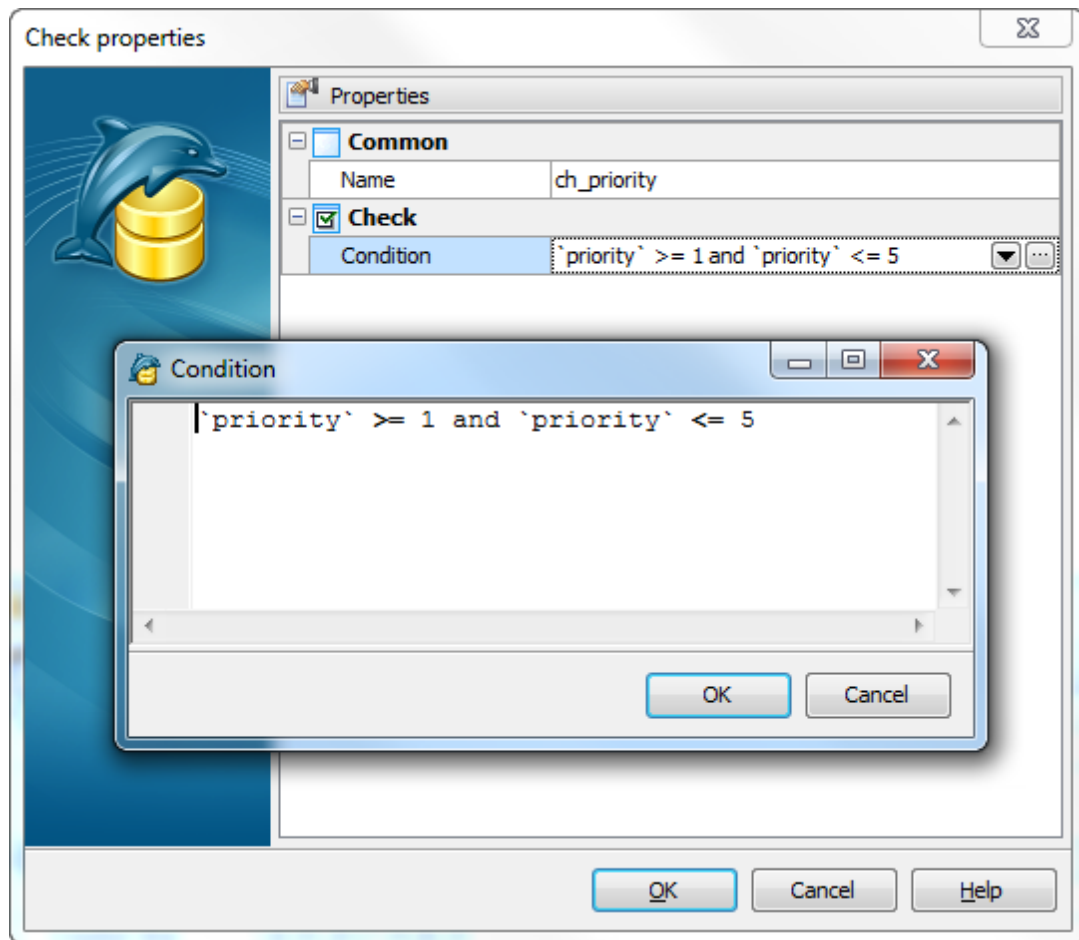 Check properties
Properties
Common
Name ch_priority
Check
Condition `priority` >= 1 and `priority` <= 5
Condition
`priority` >= 1 and `priority` <= 5
OK Cancel
OK Cancel Help